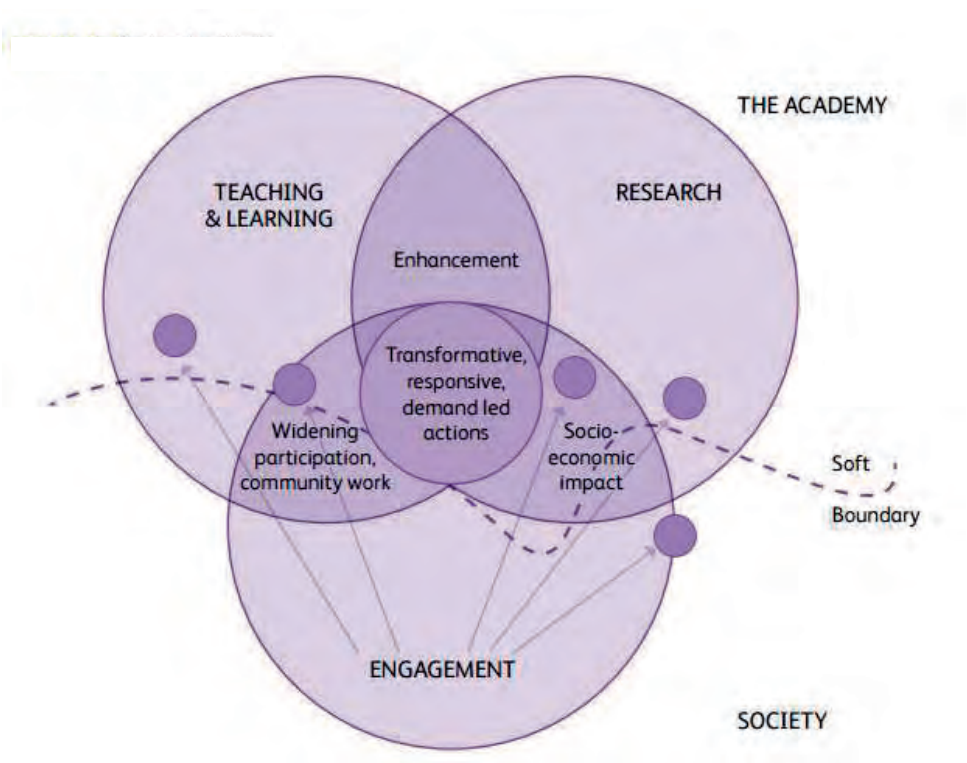 THE ACADEMY
TEACHING
& LEARNING
RESEARCH
Enhancement
Transformative,
responsive,
demand led
actions
Widening
participation,
community work
Socio-
economic
impact
Soft
Boundary
ENGAGEMENT
SOCIETY